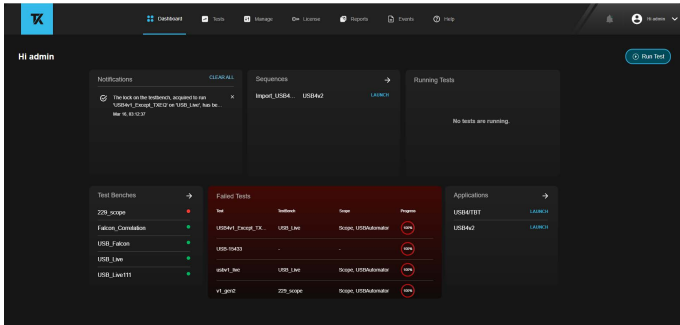 TK
Dashboard
Tests
Manage
License
Reports
Events
Help
Hi admin
Hi admin
Run Test
Notifications
CLEAR ALL
The lock on the testbench, acquired to run
'USB4v1_Except_TXEQ' on 'USB_Live', has be...
Mar 16, 03:12:37
Sequences
Import_USB4... USB4v2 LAUNCH
Running Tests
No tests are running.
Test Benches
229_scope
Falcon_Correlation
USB_Falcon
USB_Live
USB_Live111
Failed Tests
Test TestBench Scope Progress
USB4v1_Except_TX... USB_Live Scope, USBAutomator 100%
USB-15433 - - 100%
usbv1_live USB_Live Scope, USBAutomator 100%
v1_gen2 229_scope Scope, USBAutomator 100%
Applications
USB4/TBT LAUNCH
USB4v2 LAUNCH